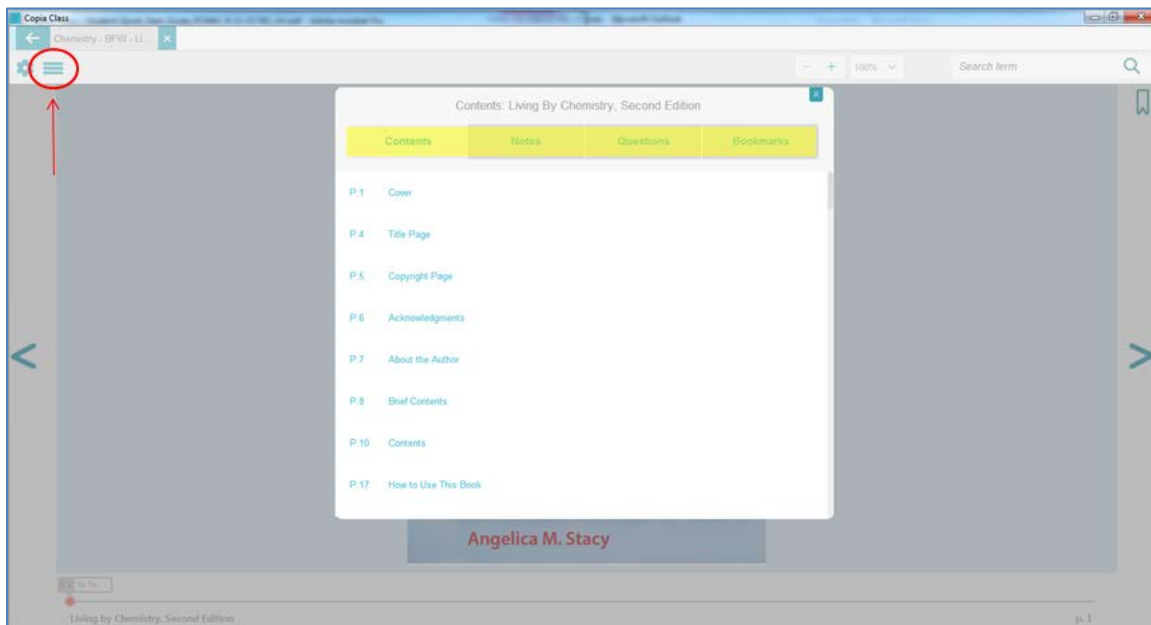 Copia Class
Chemistry - BFW - Li...
100%
Search term
Contents: Living By Chemistry, Second Edition
Contents Notes Questions Bookmarks
P.1 Cover
P.4 Title Page
P.5 Copyright Page
P.6 Acknowledgments
P.7 About the Author
P.8 Brief Contents
P.10 Contents
P.17 How to Use This Book
Angelica M. Stacy
Living by Chemistry, Second Edition
p. 1